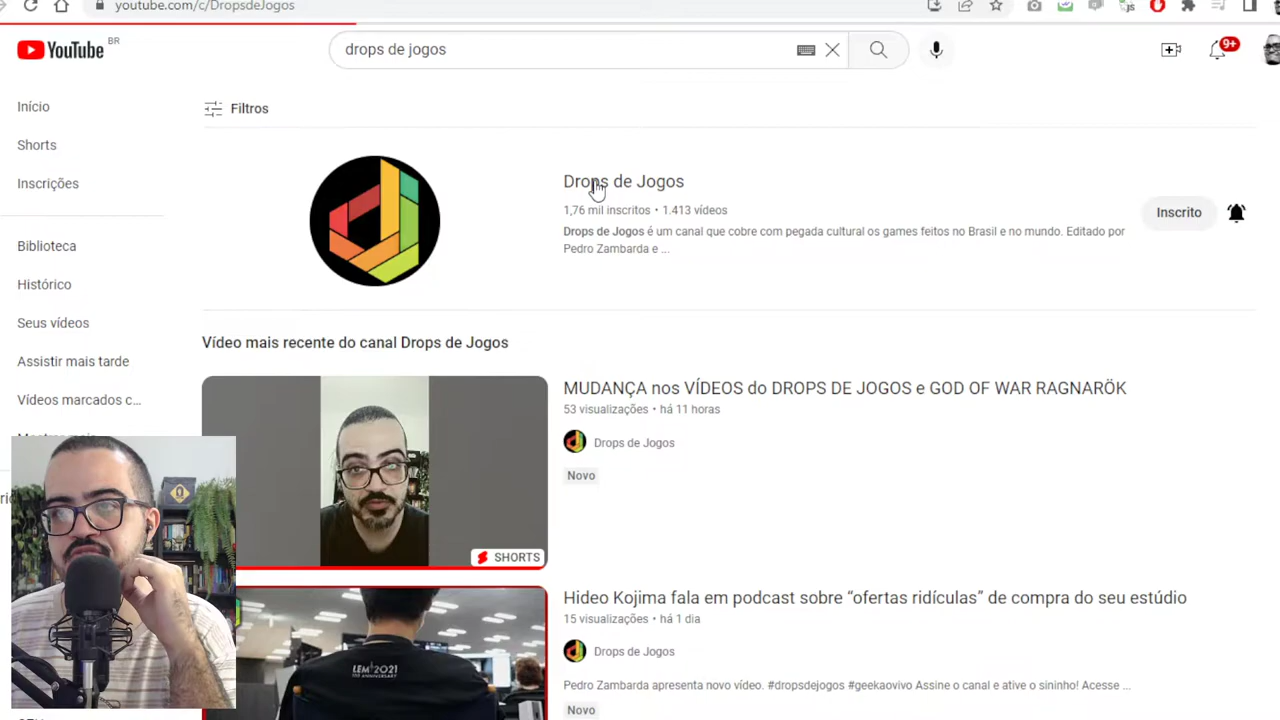 youtube.com/c/DropsdeJogos
YouTube BR
drops de jogos
9+
Início
Shorts
Inscrições
Biblioteca
Histórico
Seus vídeos
Assistir mais tarde
Vídeos marcados c...
Filtros
Drops de Jogos
1,76 mil inscritos • 1.413 vídeos
Drops de Jogos é um canal que cobre com pegada cultural os games feitos no Brasil e no mundo. Editado por
Pedro Zambarda e ...
Inscrito
Vídeo mais recente do canal Drops de Jogos
MUDANÇA nos VÍDEOS do DROPS DE JOGOS e GOD OF WAR RAGNARÖK
53 visualizações • há 11 horas
Drops de Jogos
Novo
SHORTS
Hideo Kojima fala em podcast sobre “ofertas ridículas” de compra do seu estúdio
15 visualizações • há 1 dia
Drops de Jogos
Pedro Zambarda apresenta novo vídeo. #dropsdejogos #geekaovivo Assine o canal e ative o sininho! Acesse ...
Novo
LEM 2021